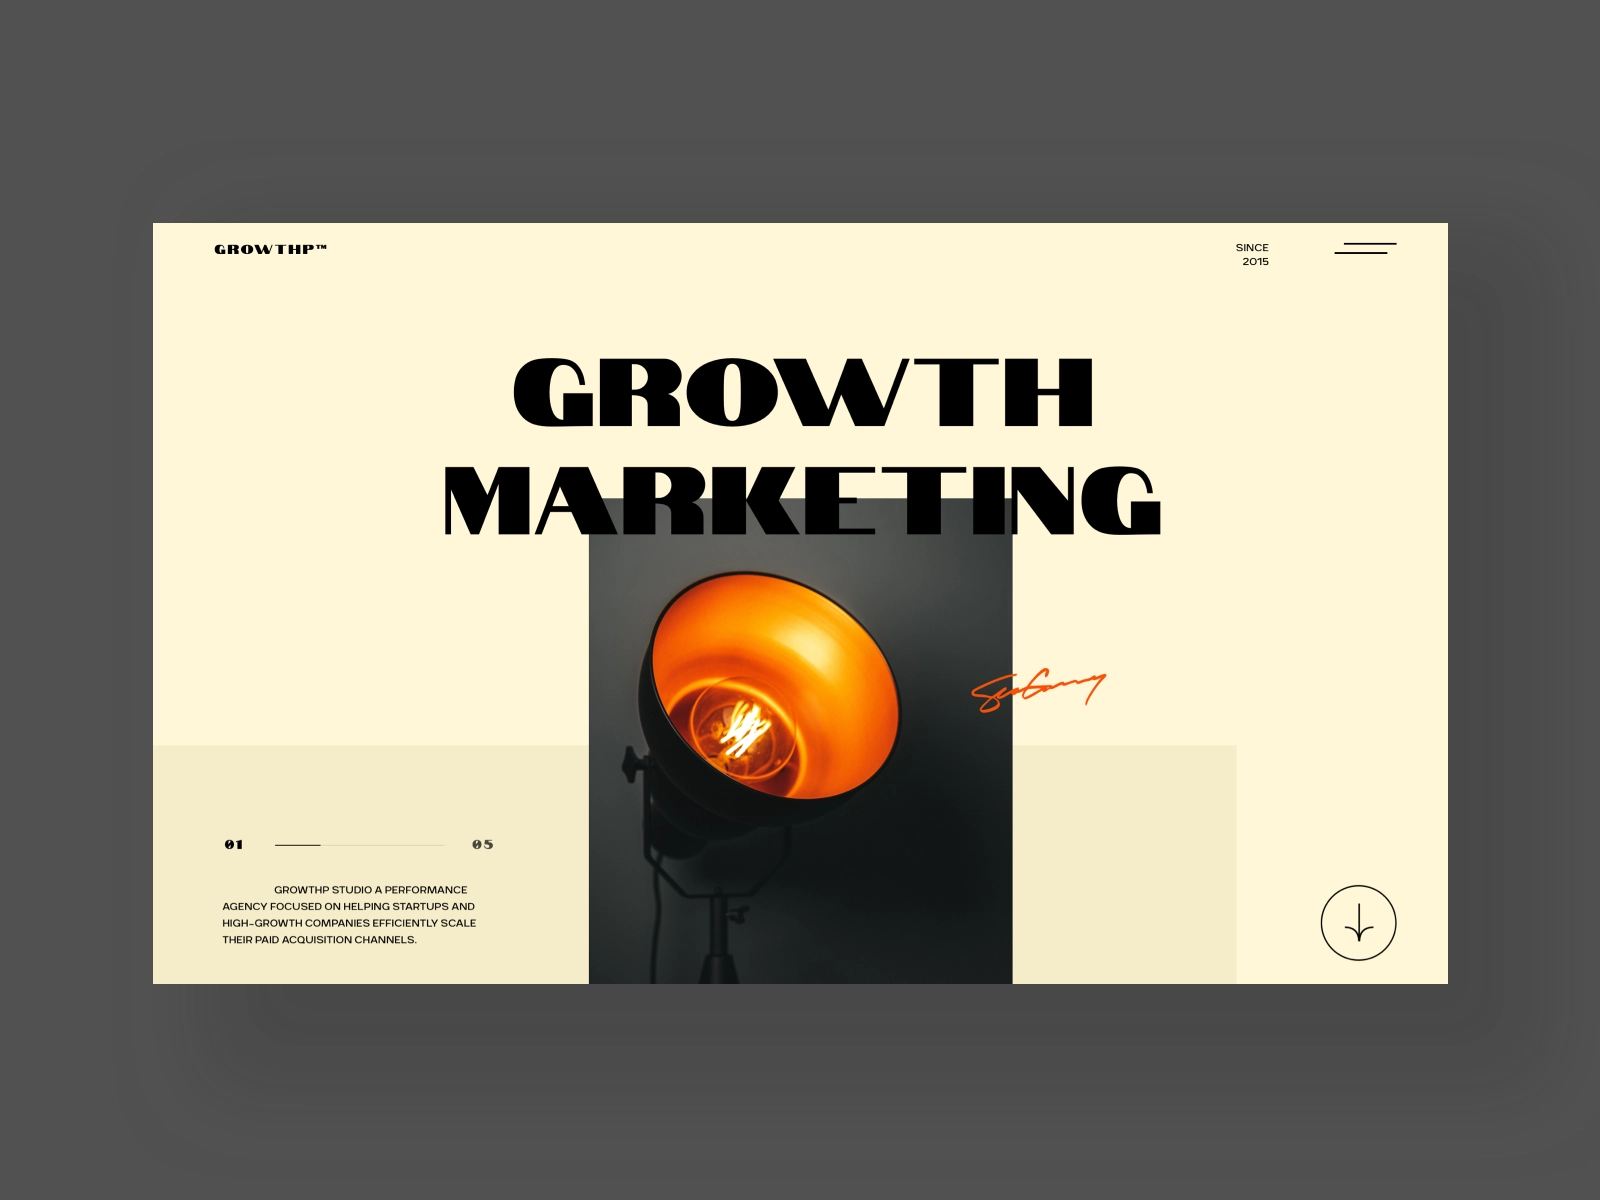 GROWTHP™
SINCE
2015
GROWTH
MARKETING
01
05
GROWTHP STUDIO A PERFORMANCE
AGENCY FOCUSED ON HELPING STARTUPS AND
HIGH-GROWTH COMPANIES EFFICIENTLY SCALE
THEIR PAID ACQUISITION CHANNELS.